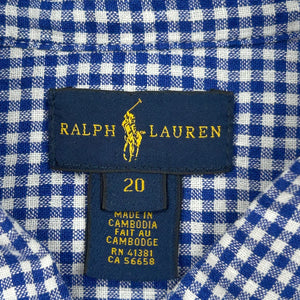 RALPH LAUREN
20
MADE IN
CAMBODIA
FAIT AU
CAMBODGE
RN 41381
CA 56658